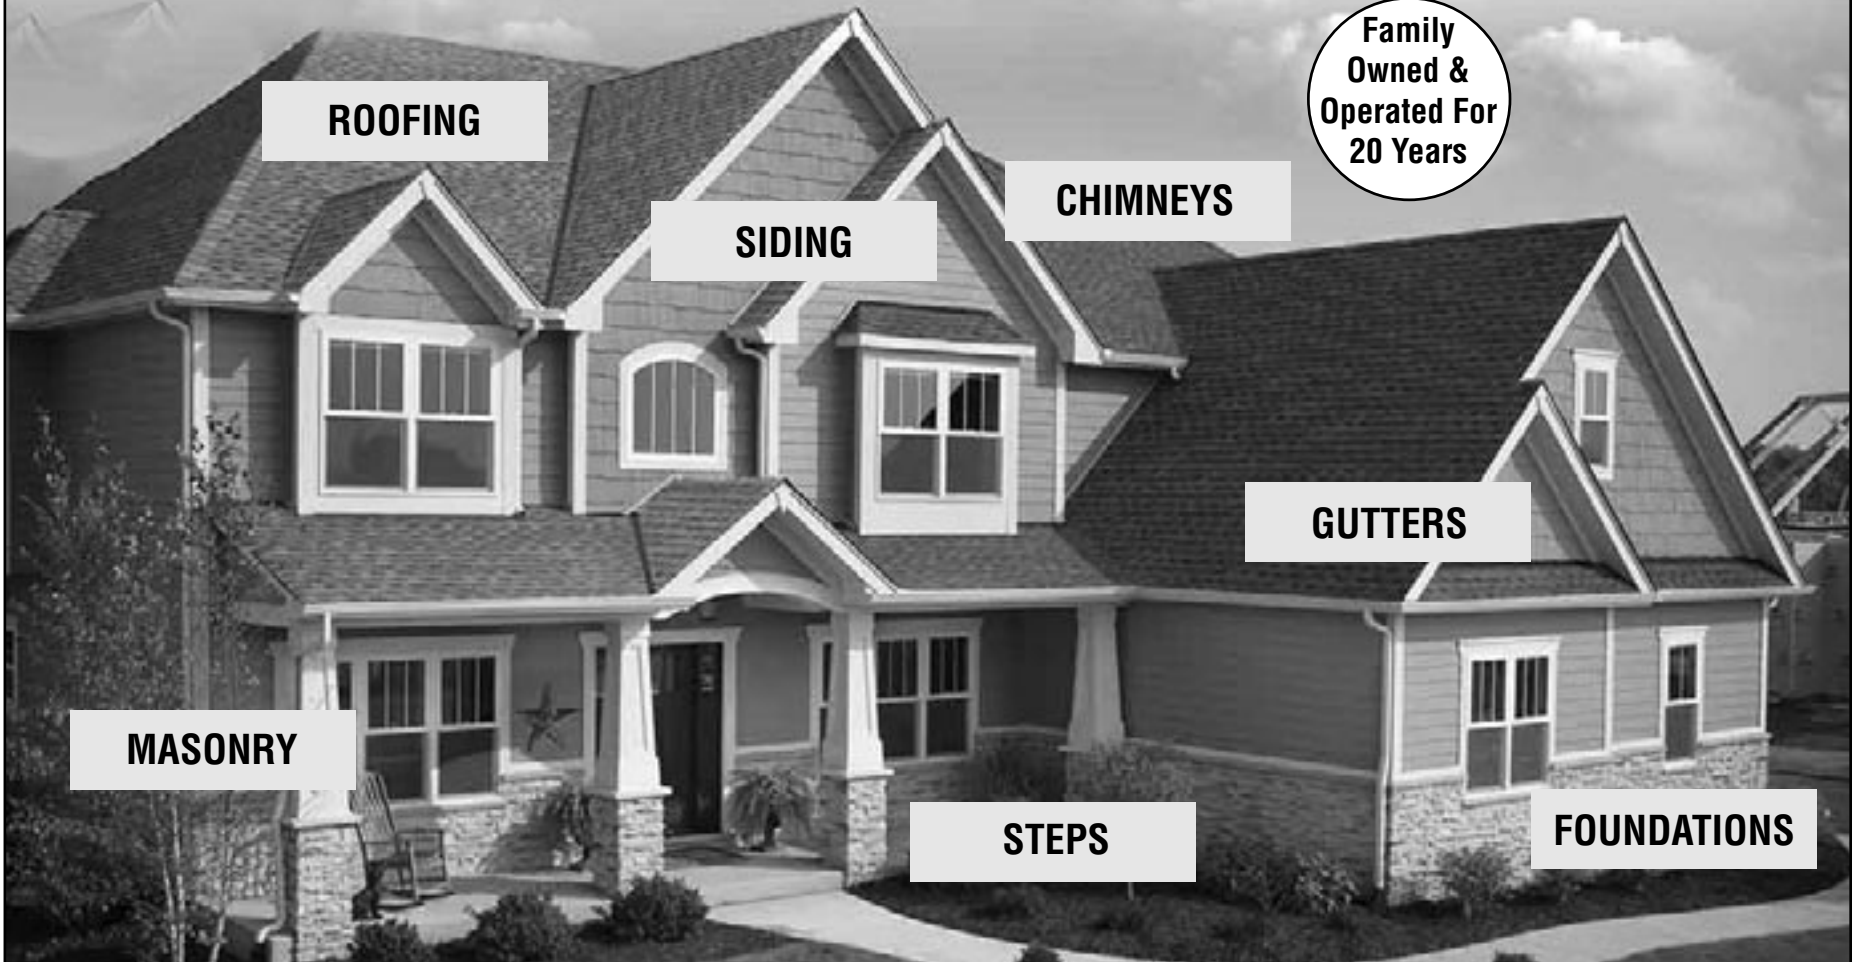 Family
Owned &
Operated For
20 Years
ROOFING
CHIMNEYS
SIDING
GUTTERS
MASONRY
STEPS
FOUNDATIONS